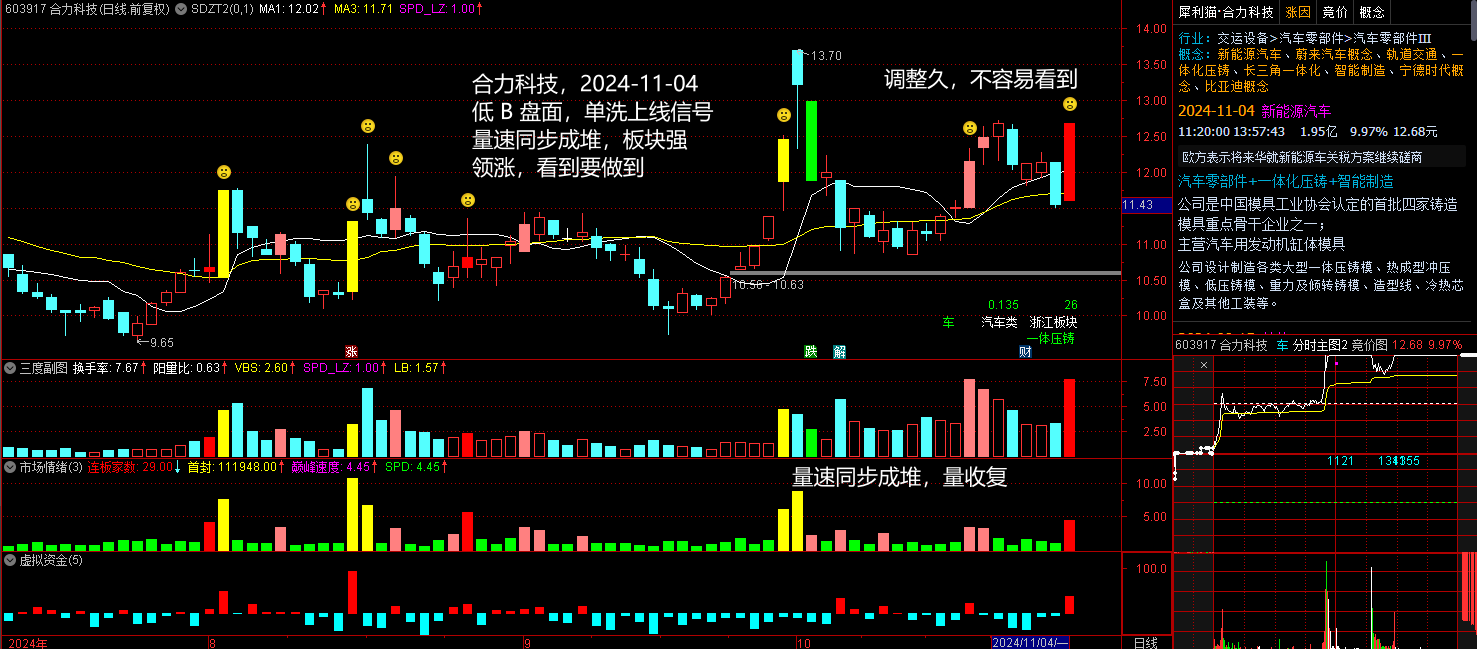 603917 合力科技(日线.前复权) SDZT2(0,1) MA1: 12.02↑ MA3: 11.71 SPD_LZ: 1.00↑
14.00
13.50
13.00
12.50
12.00
11.43
11.00
10.50
10.00
合力科技，2024-11-04
低 B 盘面，单洗上线信号
量速同步成堆，板块强
领涨，看到要做到
调整久，不容易看到
13.70
10.63
9.65
0.135
26
车
汽车类
浙江板块
一体压铸
涨
跌
解
财
三度副图 换手率: 7.67↑ 阳量比: 0.63↑ VBS: 2.60↑ SPD_LZ: 1.00↑ LB: 1.57↑
7.50
5.00
2.50
市场情绪(3) 连板家数: 29.00↓ 首封: 111948.00↑ 巅峰速度: 4.45↑ SPD: 4.45↑
量速同步成堆，量收复
10.00
5.00
虚拟资金(5)
100.0
2024年
8
9
10
2024/11/04/一
日线
犀利猫·合力科技 涨因 竞价 概念
行业: 交运设备>汽车零部件>汽车零部件Ⅲ
概念: 新能源汽车、蔚来汽车概念、轨道交通、一
体化压铸、长三角一体化、智能制造、宁德时代概
念、比亚迪概念
2024-11-04 新能源汽车
11:20:00 13:57:43 1.95亿 9.97% 12.68元
欧方表示将来华就新能源车关税方案继续磋商
汽车零部件+一体化压铸+智能制造
公司是中国模具工业协会认定的首批四家铸造
模具重点骨干企业之一；
主营汽车用发动机缸体模具
公司设计制造各类大型一体压铸模、热成型冲压
模、低压铸模、重力及倾转铸模、造型线、冷热芯
盒及其他工装等。
603917 合力科技 车 分时主图2 竞价图 12.68 9.97%
1121